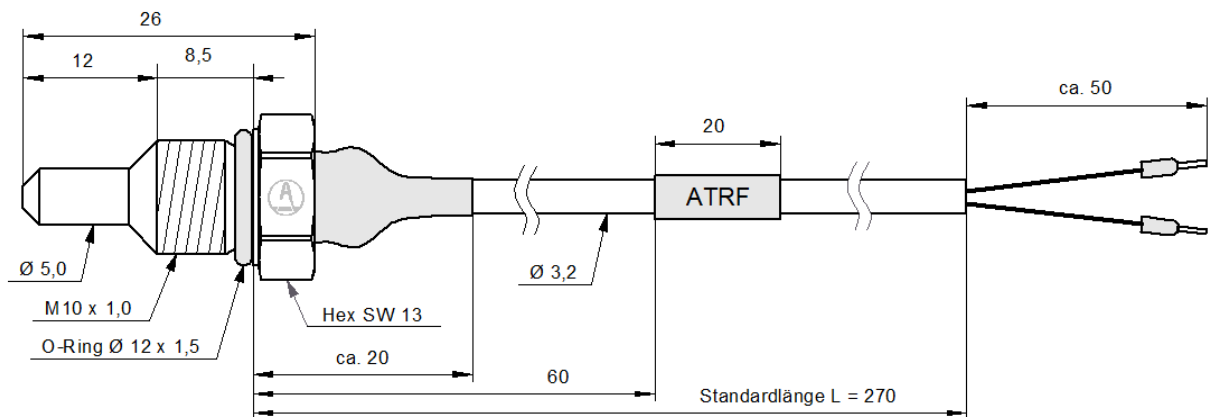 26
12
8,5
ca. 50
20
ATRF
A
Ø 5,0
Ø 3,2
M10 x 1,0
Hex SW 13
O-Ring Ø 12 x 1,5
ca. 20
60
Standardlänge L = 270